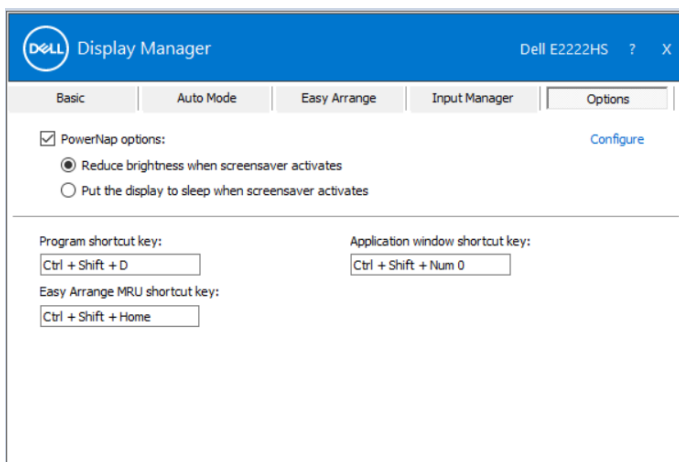 DELL Display Manager Dell E2222HS ? X
Basic Auto Mode Easy Arrange Input Manager Options
PowerNap options: Configure
Reduce brightness when screensaver activates
Put the display to sleep when screensaver activates
Program shortcut key: Application window shortcut key:
Ctrl + Shift + D Ctrl + Shift + Num 0
Easy Arrange MRU shortcut key:
Ctrl + Shift + Home